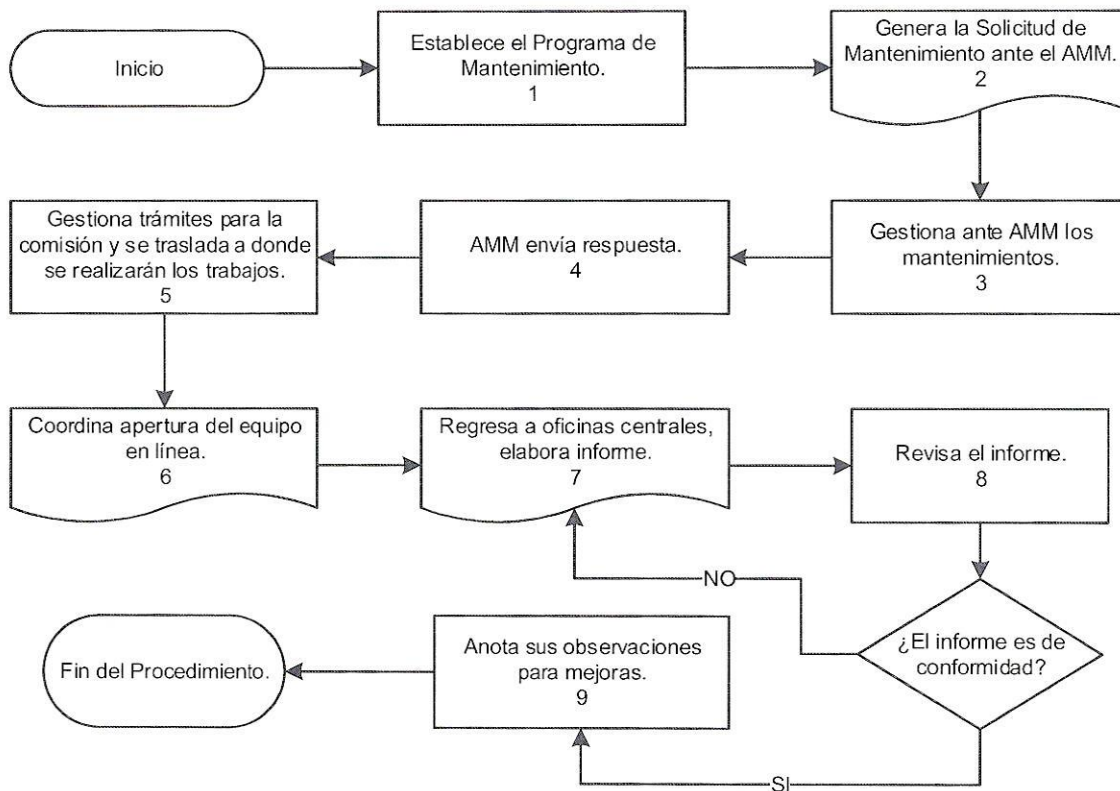 Inicio
Establece el Programa de
Mantenimiento.
1
Genera la Solicitud de
Mantenimiento ante el AMM.
2
Gestiona ante AMM los
mantenimientos.
3
AMM envía respuesta.
4
Gestiona trámites para la
comisión y se traslada a donde
se realizarán los trabajos.
5
Coordina apertura del equipo
en línea.
6
Regresa a oficinas centrales,
elabora informe.
7
Revisa el informe.
8
¿El informe es de
conformidad?
NO
SI
Anota sus observaciones
para mejoras.
9
Fin del Procedimiento.